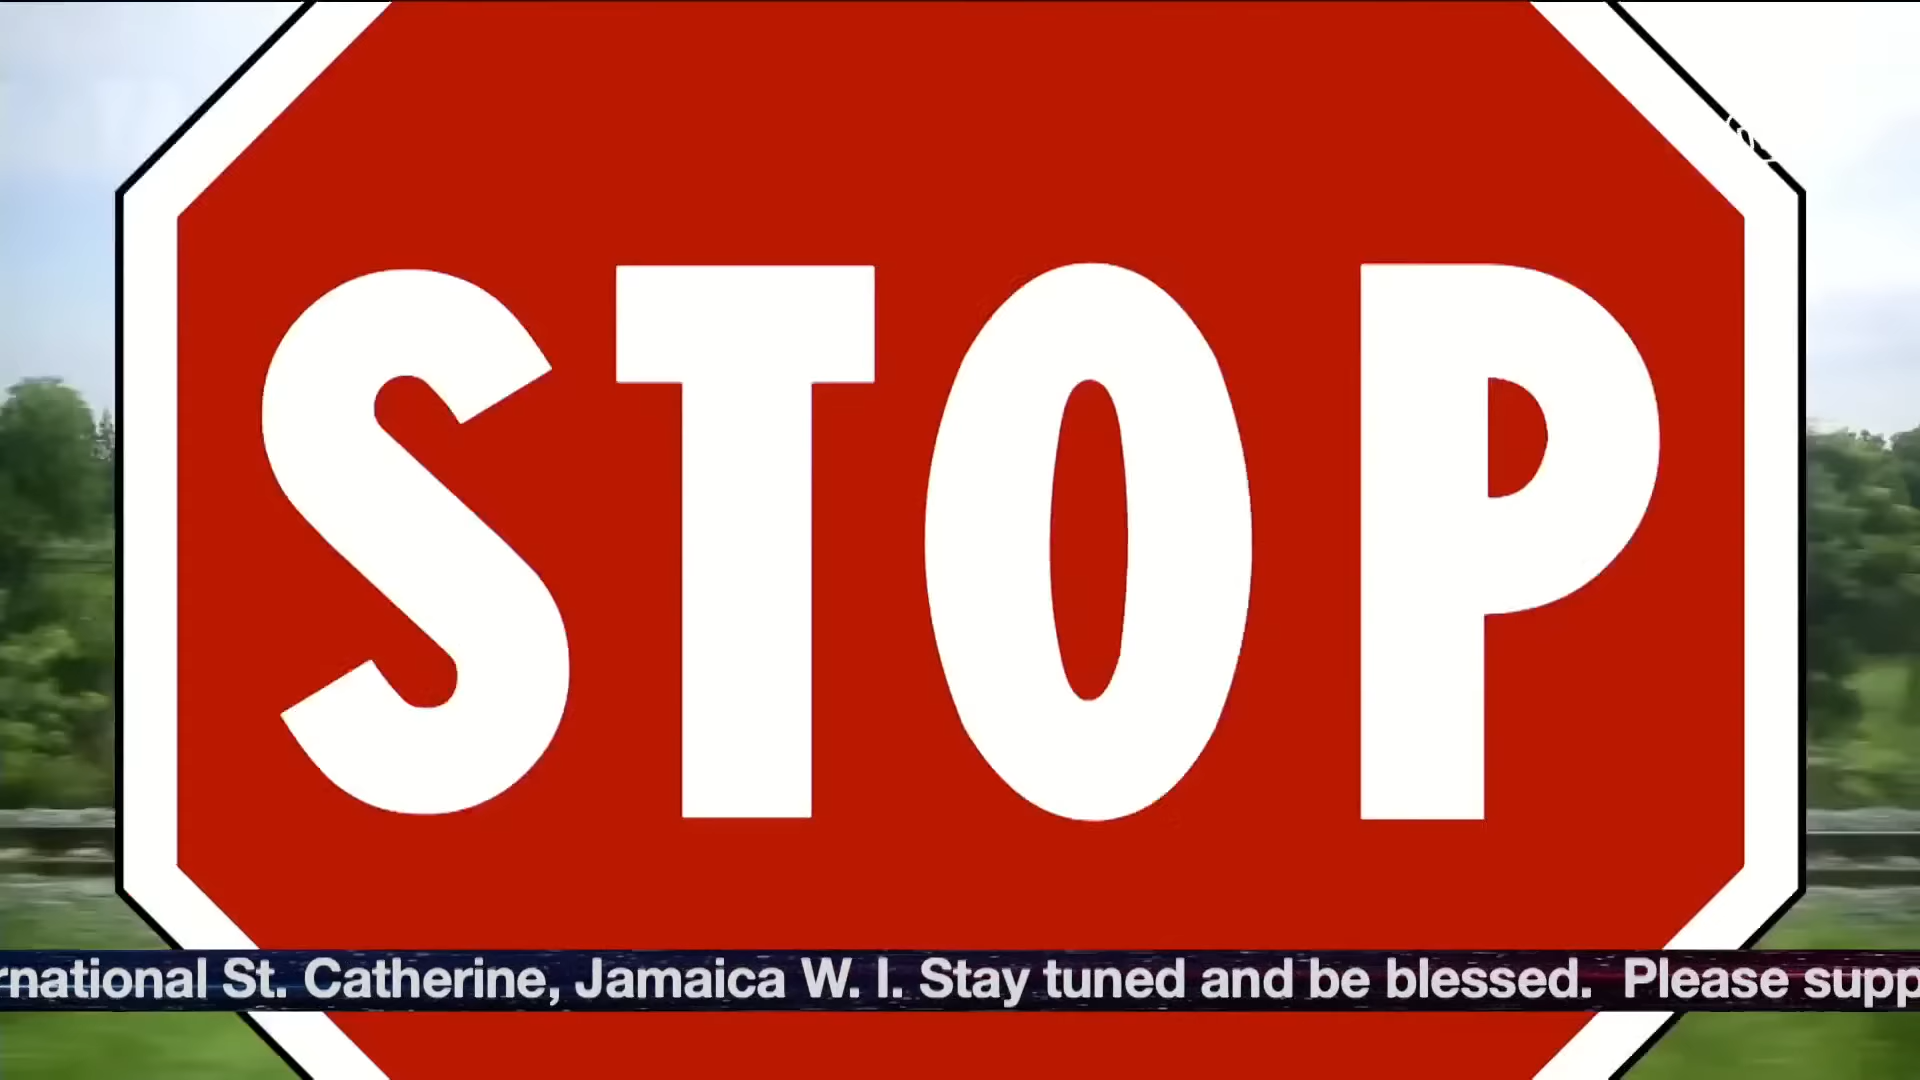 STOP
rnational St. Catherine, Jamaica W. I. Stay tuned and be blessed. Please supp